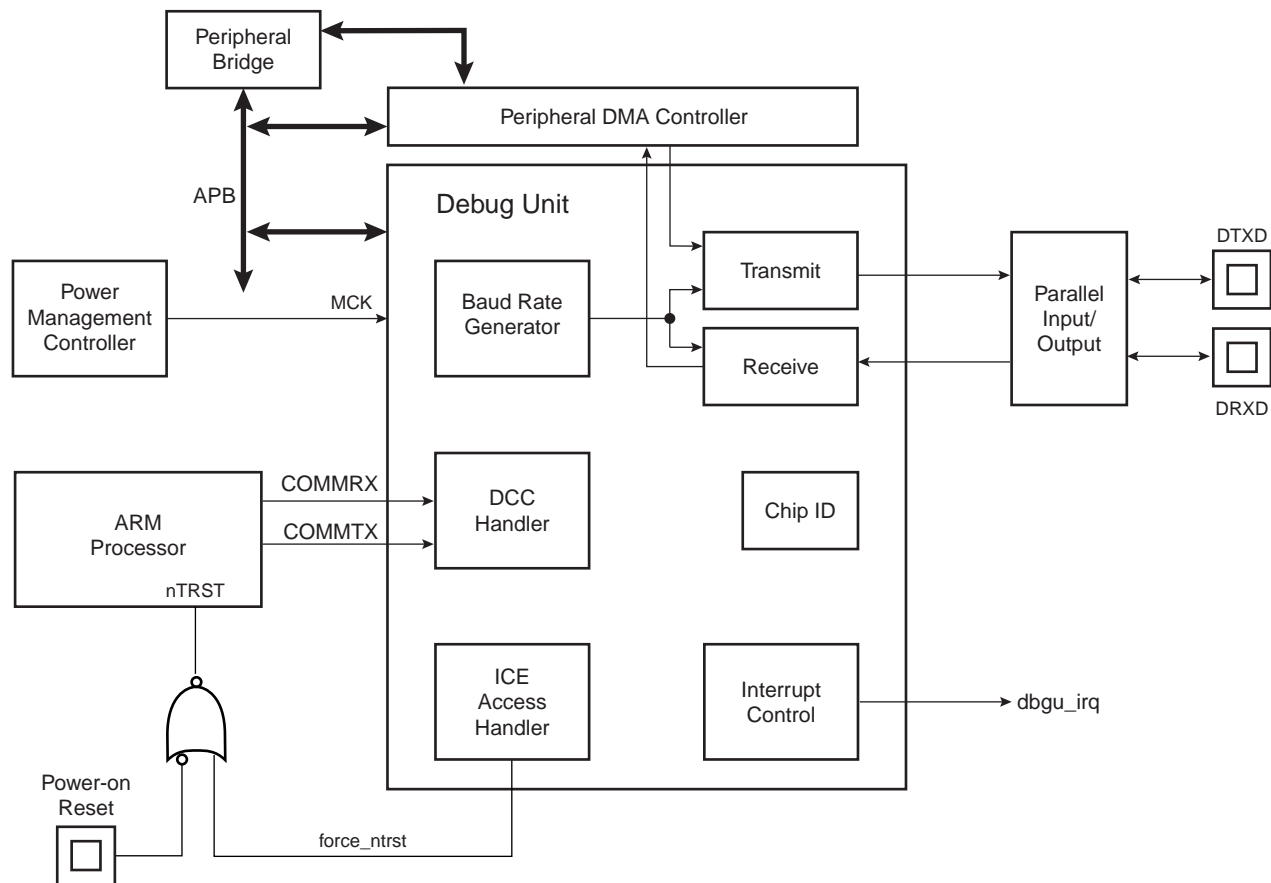 Peripheral
Bridge
Peripheral DMA Controller
APB
Debug Unit
DTXD
Transmit
Power
Management
Controller
MCK
Baud Rate
Generator
Parallel
Input/
Output
Receive
DRXD
COMMRX
DCC
Handler
Chip ID
ARM
Processor
COMMTX
nTRST
ICE
Access
Handler
Interrupt
Control
dbgu_irq
Power-on
Reset
force_ntrst